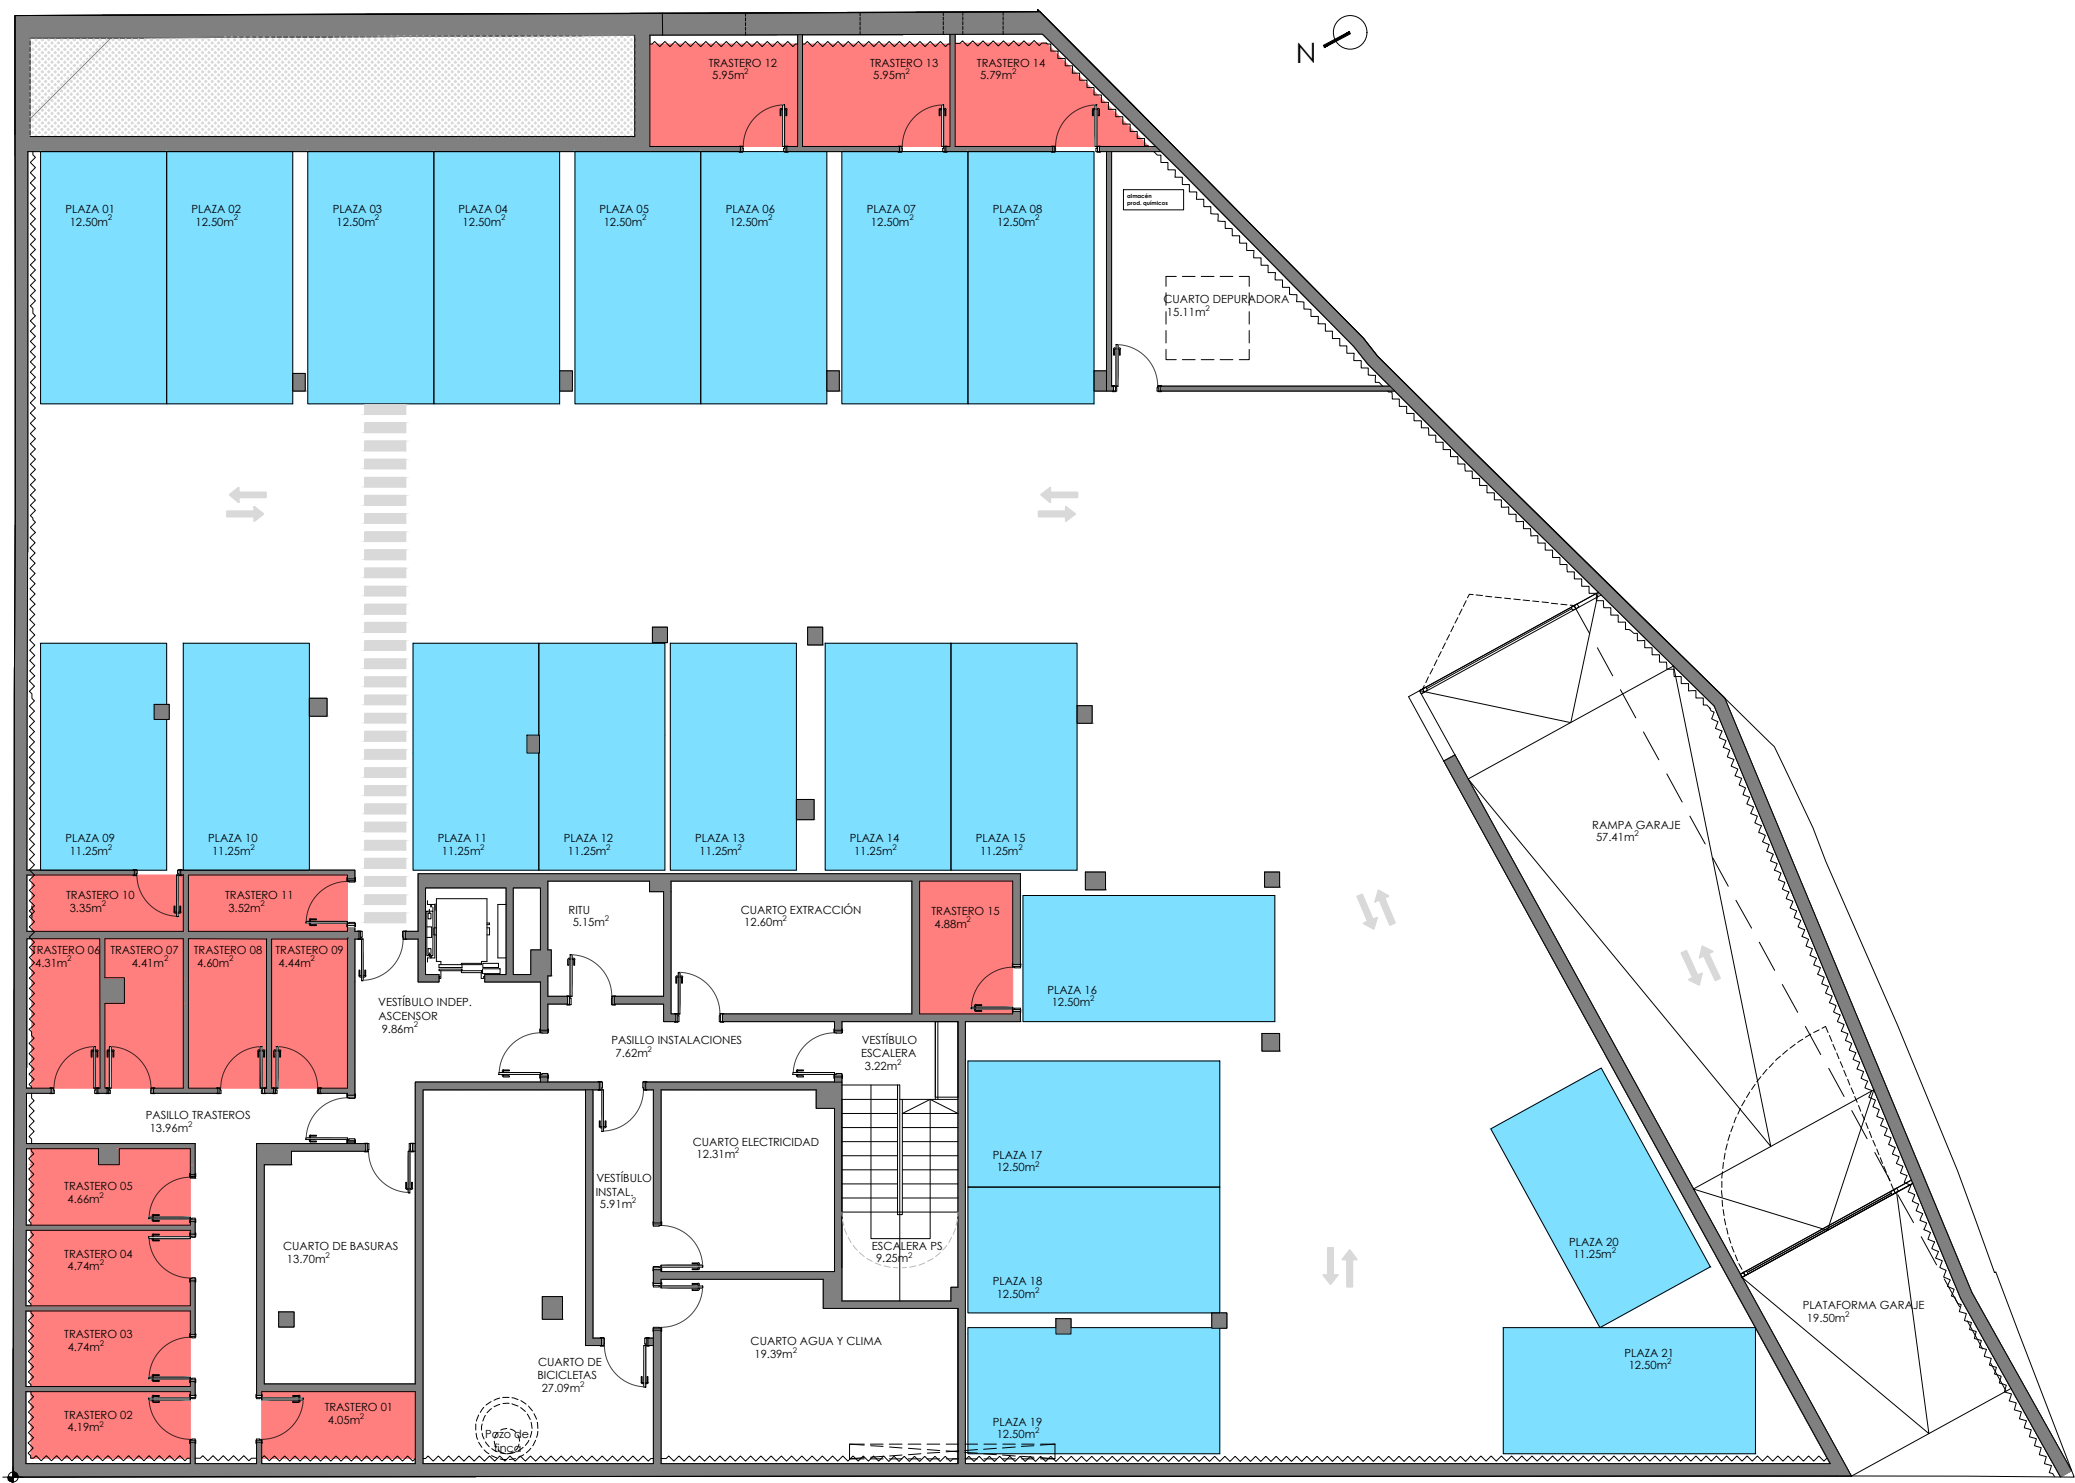 N
TRASTERO 12
5.95m²
TRASTERO 13
5.95m²
TRASTERO 14
5.79m²
PLAZA 01
12.50m²
PLAZA 02
12.50m²
PLAZA 03
12.50m²
PLAZA 04
12.50m²
PLAZA 05
12.50m²
PLAZA 06
12.50m²
PLAZA 07
12.50m²
PLAZA 08
12.50m²
almacén
prod. químicos
CUARTO DEPURADORA
15.11m²
PLAZA 09
11.25m²
PLAZA 10
11.25m²
PLAZA 11
11.25m²
PLAZA 12
11.25m²
PLAZA 13
11.25m²
PLAZA 14
11.25m²
PLAZA 15
11.25m²
RAMPA GARAJE
57.41m²
TRASTERO 10
3.35m²
TRASTERO 11
3.52m²
RITU
5.15m²
CUARTO EXTRACCIÓN
12.60m²
TRASTERO 15
4.88m²
TRASTERO 06
4.31m²
TRASTERO 07
4.41m²
TRASTERO 08
4.60m²
TRASTERO 09
4.44m²
PLAZA 16
12.50m²
VESTÍBULO INDEP.
ASCENSOR
9.86m²
PASILLO INSTALACIONES
7.62m²
VESTÍBULO
ESCALERA
3.22m²
PASILLO TRASTEROS
13.96m²
CUARTO ELECTRICIDAD
12.31m²
PLAZA 17
12.50m²
TRASTERO 05
4.66m²
VESTÍBULO
INSTAL.
5.91m²
TRASTERO 04
4.74m²
CUARTO DE BASURAS
13.70m²
ESCALERA PS
9.25m²
PLAZA 18
12.50m²
PLAZA 20
11.25m²
PLATAFORMA GARAJE
19.50m²
TRASTERO 03
4.74m²
CUARTO DE
BICICLETAS
27.09m²
CUARTO AGUA Y CLIMA
19.39m²
PLAZA 21
12.50m²
TRASTERO 02
4.19m²
TRASTERO 01
4.05m²
Pozo de
finca
PLAZA 19
12.50m²